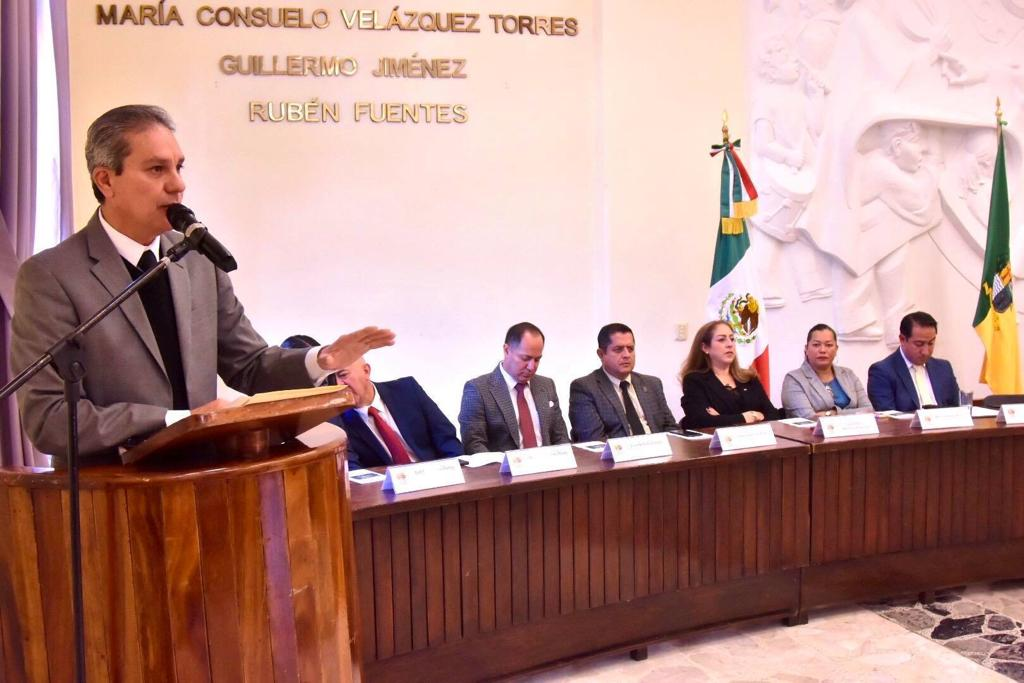 MARÍA CONSUELO VELÁZQUEZ TORRES
GUILLERMO JIMÉNEZ
RUBÉN FUENTES